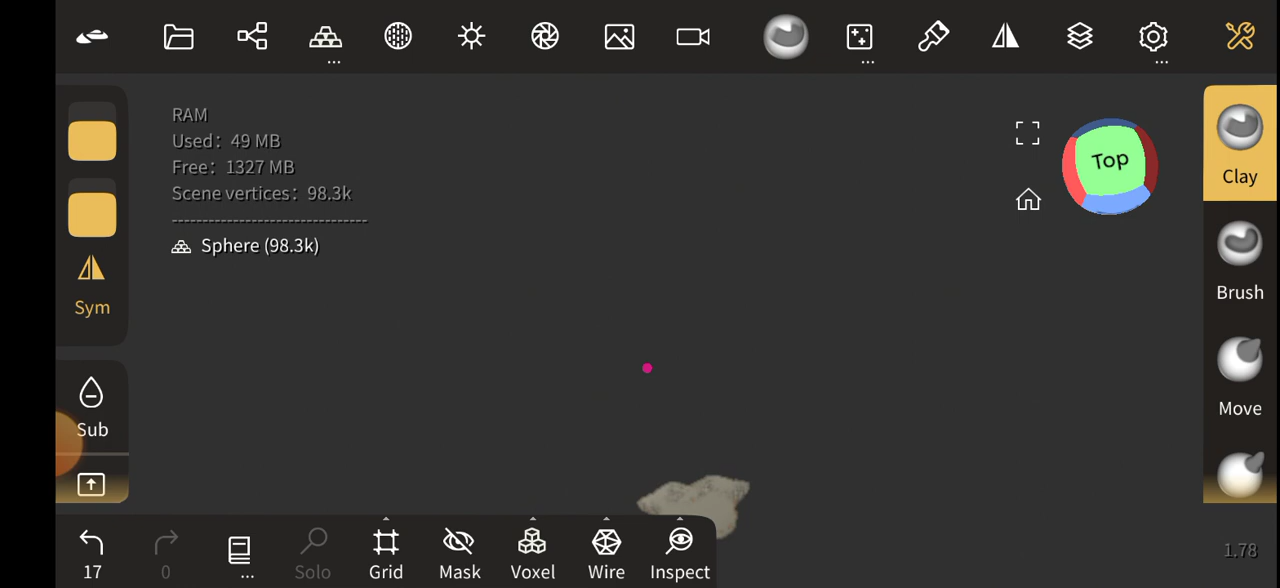 RAM
Used: 49 MB
Free: 1327 MB
Scene vertices: 98.3k
--------------------------------
Sphere (98.3k)
Top
Clay
Brush
Move
Sym
Sub
17
0
...
Solo
Grid
Mask
Voxel
Wire
Inspect
1.78